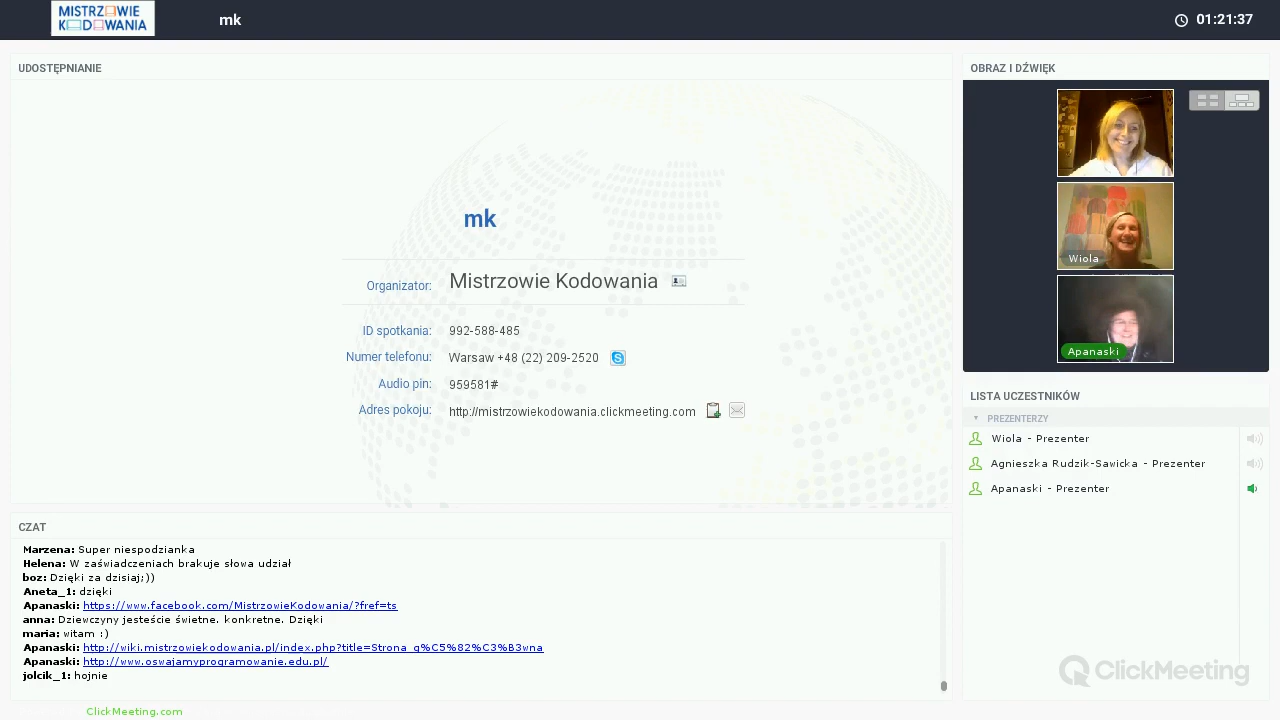 MISTRZOWIE
KODOWANIA
mk
01:21:37
UDOSTĘPNIANIE
mk
Organizator: Mistrzowie Kodowania
ID spotkania: 992-588-485
Numer telefonu: Warsaw +48 (22) 209-2520
Audio pin: 959581#
Adres pokoju: http://mistrzowiekodowania.clickmeeting.com
CZAT
Marzena: Super niespodzianka
Helena: W zaświadczeniach brakuje słowa udział
boz: Dzięki za dzisiaj;))
Aneta_1: dzięki
Apanaski: https://www.facebook.com/MistrzowieKodowania/?fref=ts
anna: Dziewczyny jesteście świetne. konkretne. Dzięki
maria: witam :)
Apanaski: http://wiki.mistrzowiekodowania.pl/index.php?title=Strona_g%C5%82%C3%B3wna
Apanaski: http://www.oswajamyprogramowanie.edu.pl/
jolcik_1: hojnie
ClickMeeting.com
OBRAZ I DŹWIĘK
Wiola
Apanaski
LISTA UCZESTNIKÓW
PREZENTERZY
Wiola - Prezenter
Agnieszka Rudzik-Sawicka - Prezenter
Apanaski - Prezenter
ClickMeeting